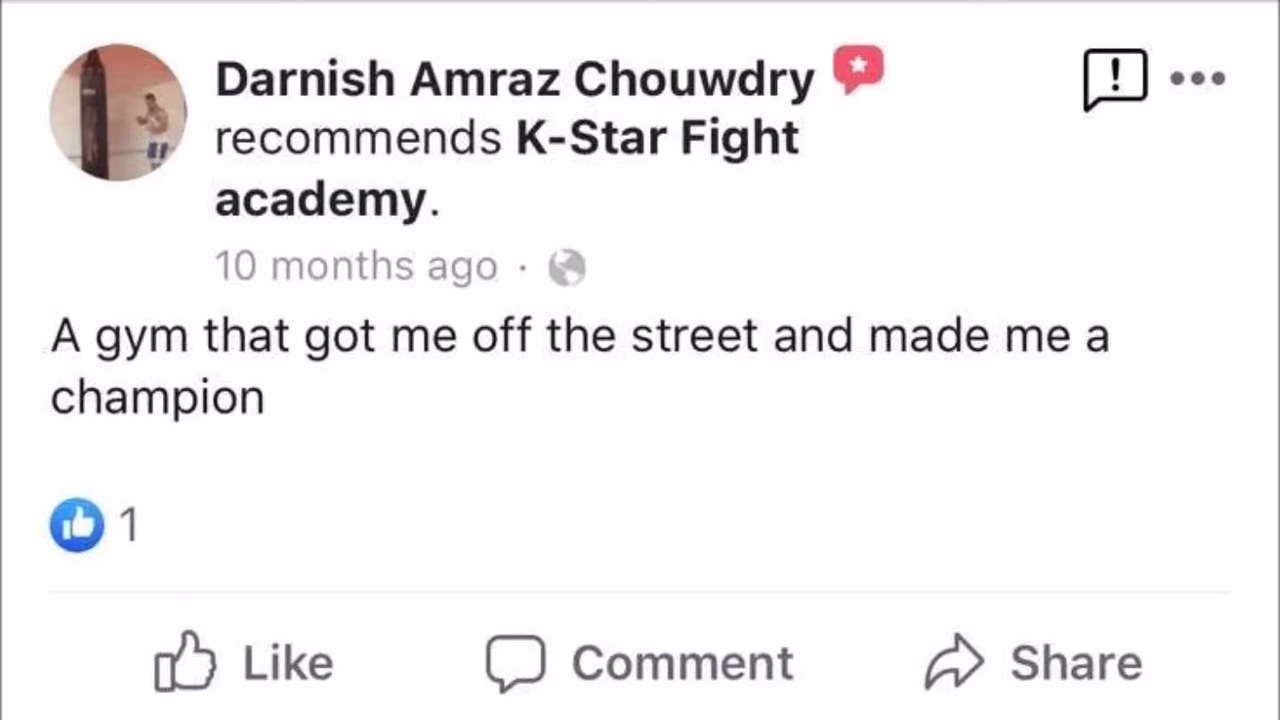 Darnish Amraz Chouwdry
recommends K-Star Fight
academy.
10 months ago ·
A gym that got me off the street and made me a
champion
1
Like Comment Share